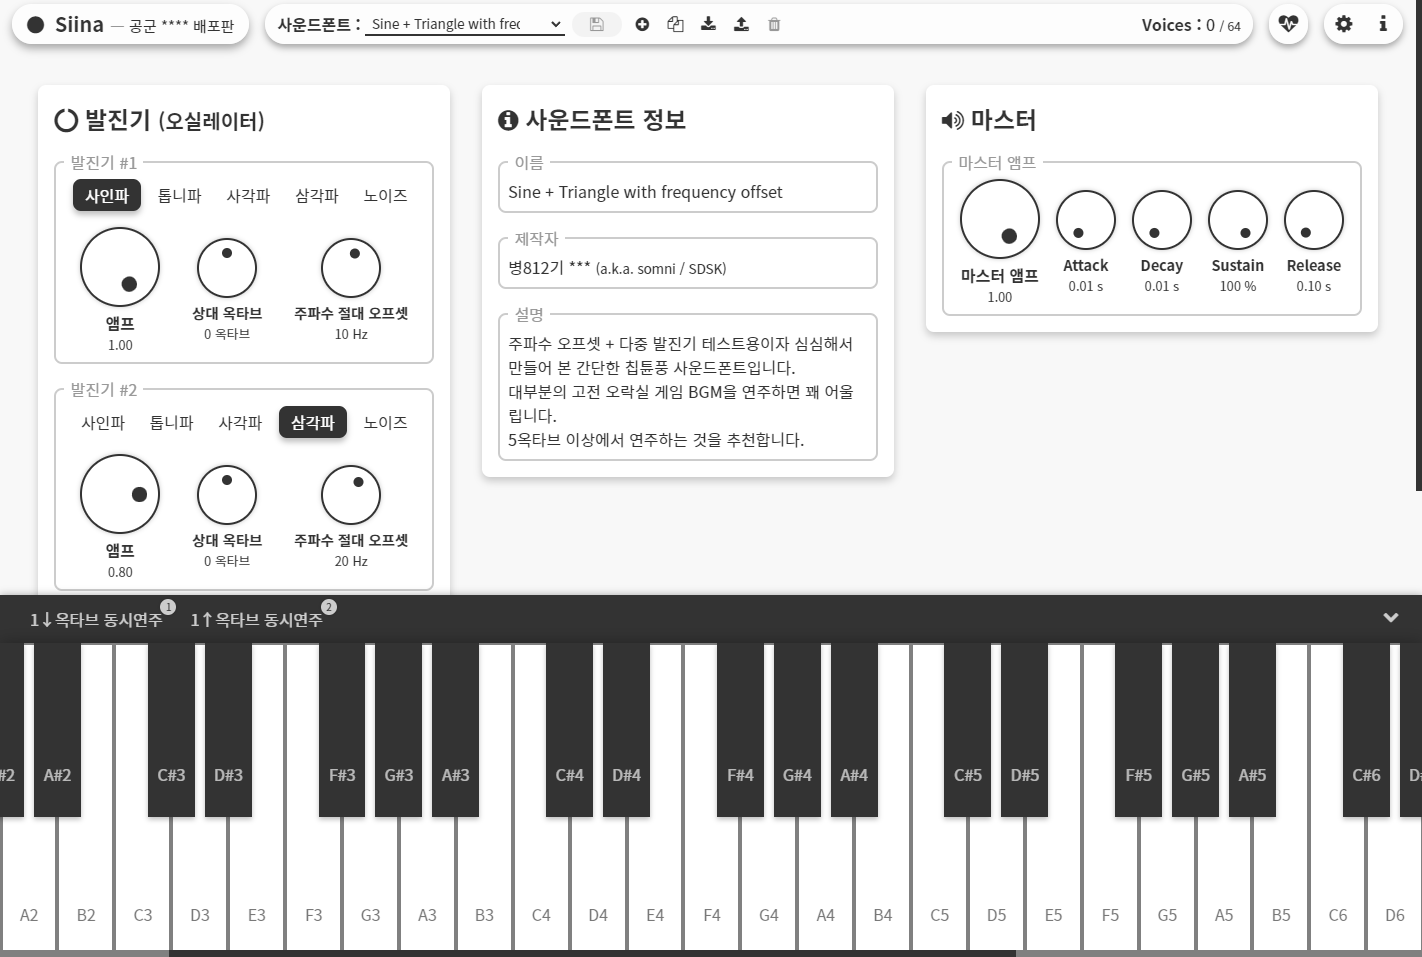 Siina — 공군 **** 배포판
사운드폰트 : Sine + Triangle with freq
Voices : 0 / 64
발진기 (오실레이터)
발진기 #1
사인파 톱니파 사각파 삼각파 노이즈
앰프 상대 옥타브 주파수 절대 오프셋
1.00 0 옥타브 10 Hz
발진기 #2
사인파 톱니파 사각파 삼각파 노이즈
앰프 상대 옥타브 주파수 절대 오프셋
0.80 0 옥타브 20 Hz
사운드폰트 정보
이름
Sine + Triangle with frequency offset
제작자
병812기 *** (a.k.a. somni / SDSK)
설명
주파수 오프셋 + 다중 발진기 테스트용이자 심심해서
만들어 본 간단한 칩튠풍 사운드폰트입니다.
대부분의 고전 오락실 게임 BGM을 연주하면 꽤 어울
립니다.
5옥타브 이상에서 연주하는 것을 추천합니다.
마스터
마스터 앰프
마스터 앰프 Attack Decay Sustain Release
1.00 0.01 s 0.01 s 100 % 0.10 s
1↓옥타브 동시연주 1 1↑옥타브 동시연주 2
#2 A#2 C#3 D#3 F#3 G#3 A#3 C#4 D#4 F#4 G#4 A#4 C#5 D#5 F#5 G#5 A#5 C#6 D#
A2 B2 C3 D3 E3 F3 G3 A3 B3 C4 D4 E4 F4 G4 A4 B4 C5 D5 E5 F5 G5 A5 B5 C6 D6